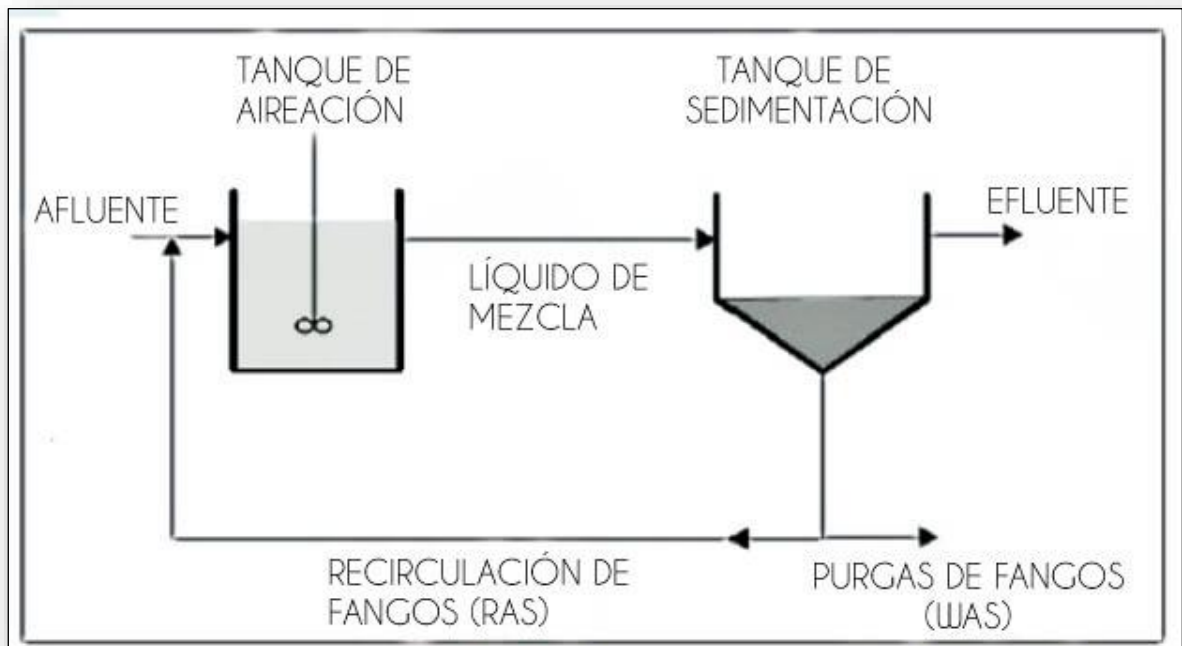 TANQUE DE
AIREACIÓN
TANQUE DE
SEDIMENTACIÓN
AFLUENTE
EFLUENTE
LÍQUIDO DE
MEZCLA
RECIRCULACIÓN DE
FANGOS (RAS)
PURGAS DE FANGOS
(WAS)